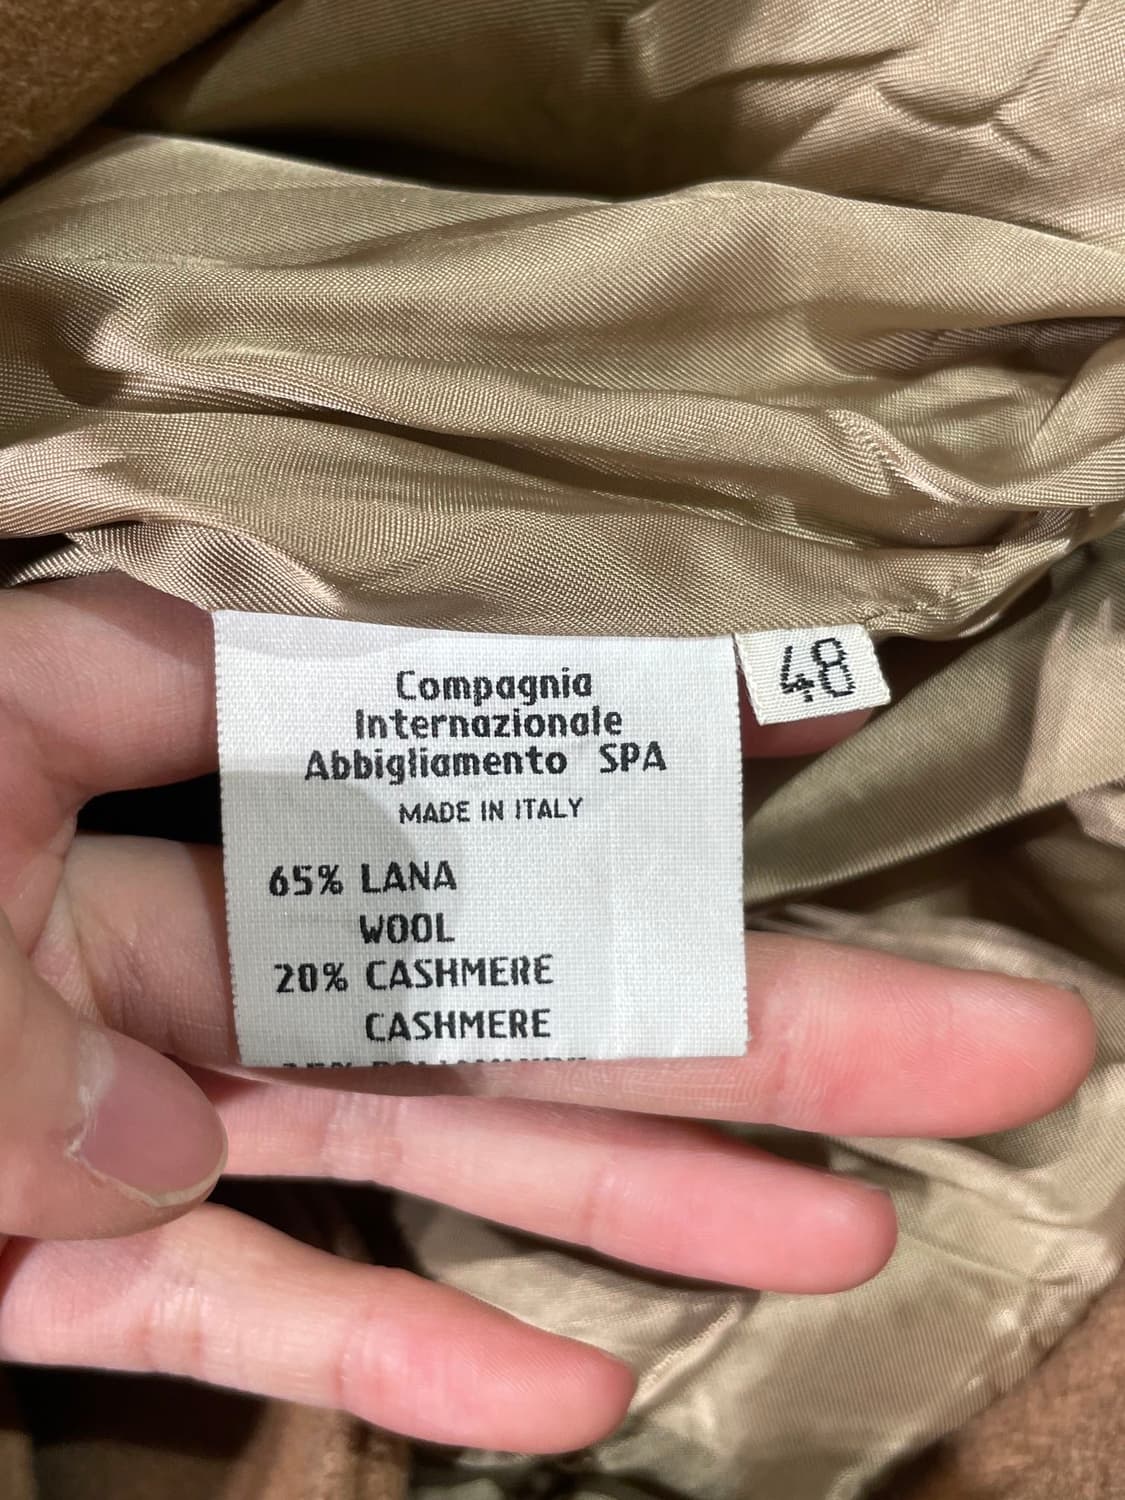 Compagnia
Internazionale
Abbigliamento SPA
48
MADE IN ITALY
65% LANA
WOOL
20% CASHMERE
CASHMERE